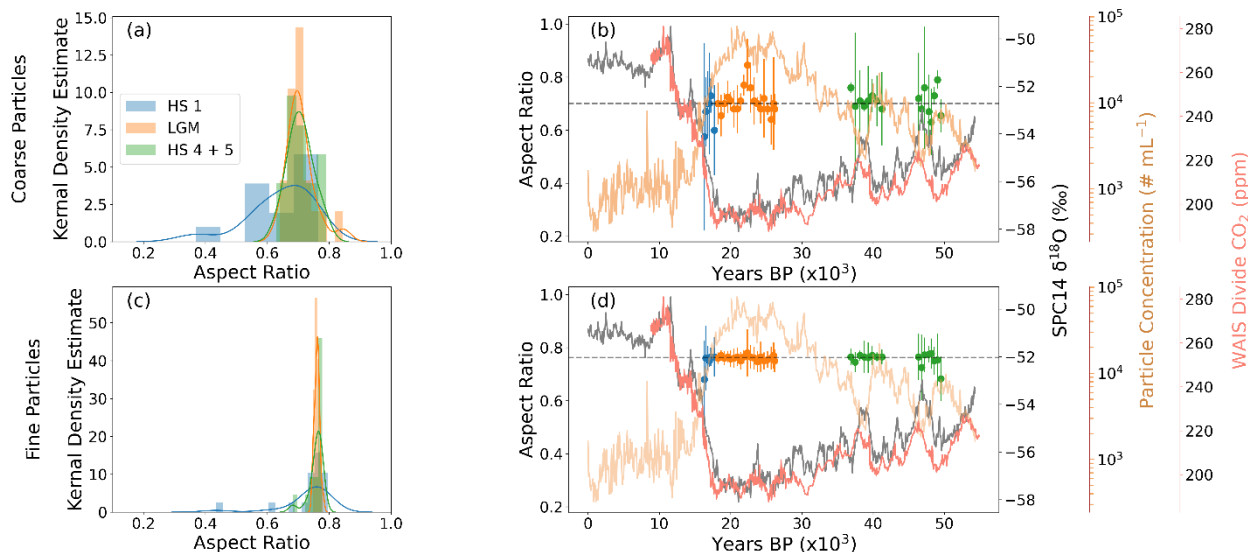 Coarse Particles
Kernal Density Estimate
15.0
12.5
10.0
7.5
5.0
2.5
0.0
(a)
HS 1
LGM
HS 4 + 5
0.2 0.4 0.6 0.8 1.0
Aspect Ratio
Aspect Ratio
1.0
0.8
0.6
0.4
0.2
(b)
0 10 20 30 40 50
Years BP (x10³)
−50
−52
−54
−56
−58
10⁵
10⁴
10³
280
260
240
220
200
Fine Particles
Kernal Density Estimate
50
40
30
20
10
0
(c)
0.2 0.4 0.6 0.8 1.0
Aspect Ratio
Aspect Ratio
1.0
0.8
0.6
0.4
0.2
(d)
0 10 20 30 40 50
Years BP (x10³)
−50
−52
−54
−56
−58
SPC14 δ¹⁸O (‰)
10⁵
10⁴
10³
Particle Concentration (# mL⁻¹)
280
260
240
220
200
WAIS Divide CO₂ (ppm)